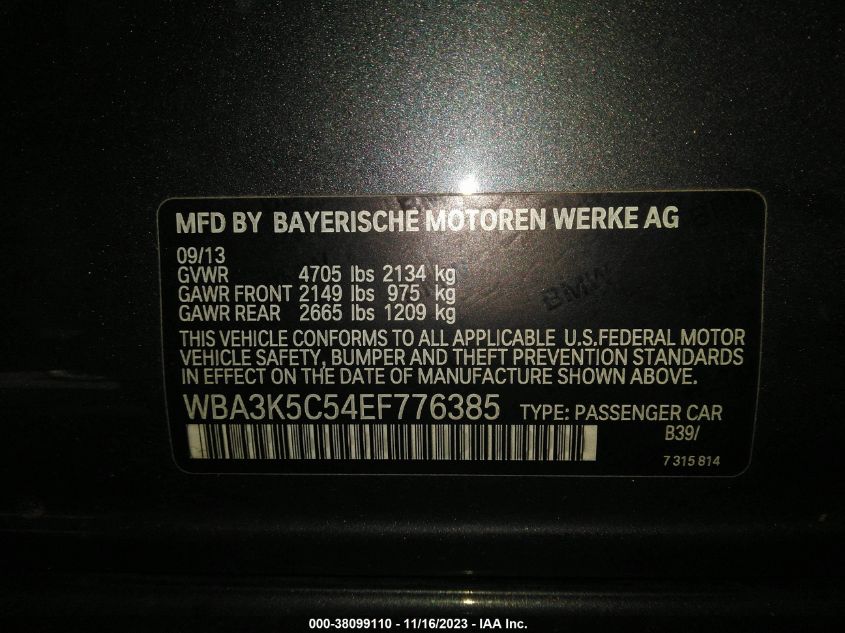 MFD BY BAYERISCHE MOTOREN WERKE AG
09/13
GVWR 4705 lbs 2134 kg
GAWR FRONT 2149 lbs 975 kg
GAWR REAR 2665 lbs 1209 kg
BMW
THIS VEHICLE CONFORMS TO ALL APPLICABLE U.S.FEDERAL MOTOR
VEHICLE SAFETY, BUMPER AND THEFT PREVENTION STANDARDS
IN EFFECT ON THE DATE OF MANUFACTURE SHOWN ABOVE.
WBA3K5C54EF776385 TYPE: PASSENGER CAR
B39/
7 315 814
000-38099110 - 11/16/2023 - IAA Inc.